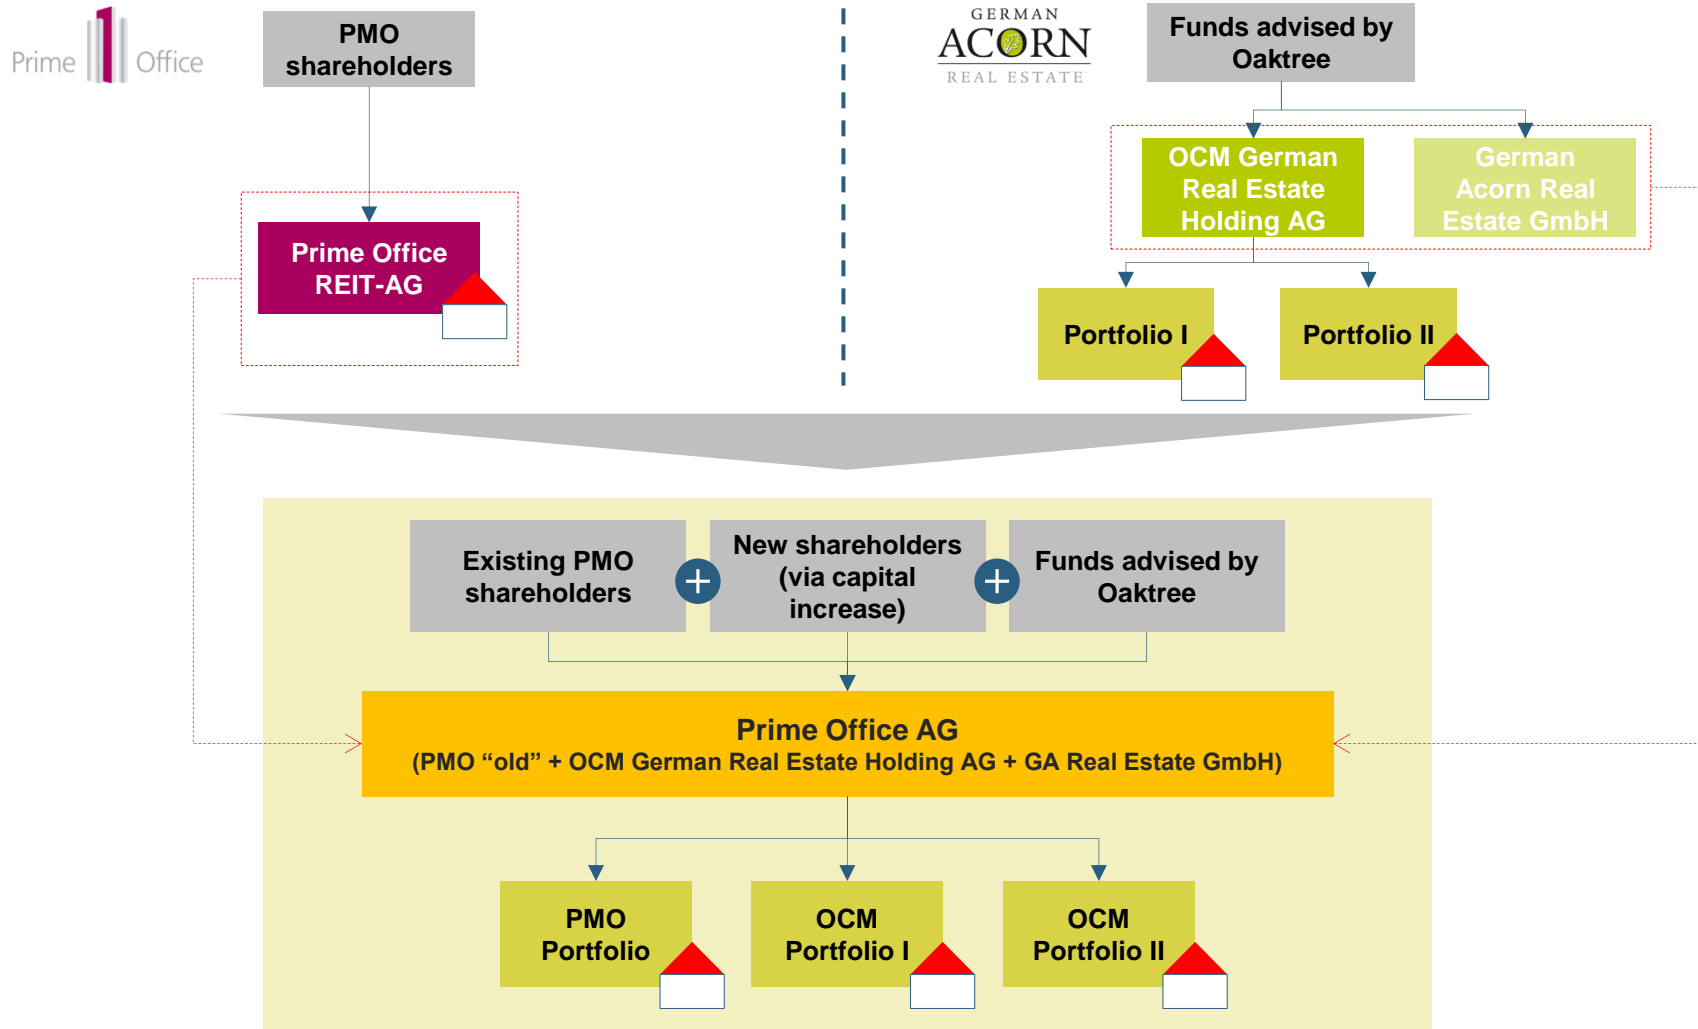 Prime Office
PMO
shareholders
GERMAN
ACORN
REAL ESTATE
Funds advised by
Oaktree
Prime Office
REIT-AG
OCM German
Real Estate
Holding AG
German
Acorn Real
Estate GmbH
Portfolio I
Portfolio II
Existing PMO
shareholders
+
New shareholders
(via capital
increase)
+
Funds advised by
Oaktree
Prime Office AG
(PMO “old” + OCM German Real Estate Holding AG + GA Real Estate GmbH)
PMO
Portfolio
OCM
Portfolio I
OCM
Portfolio II